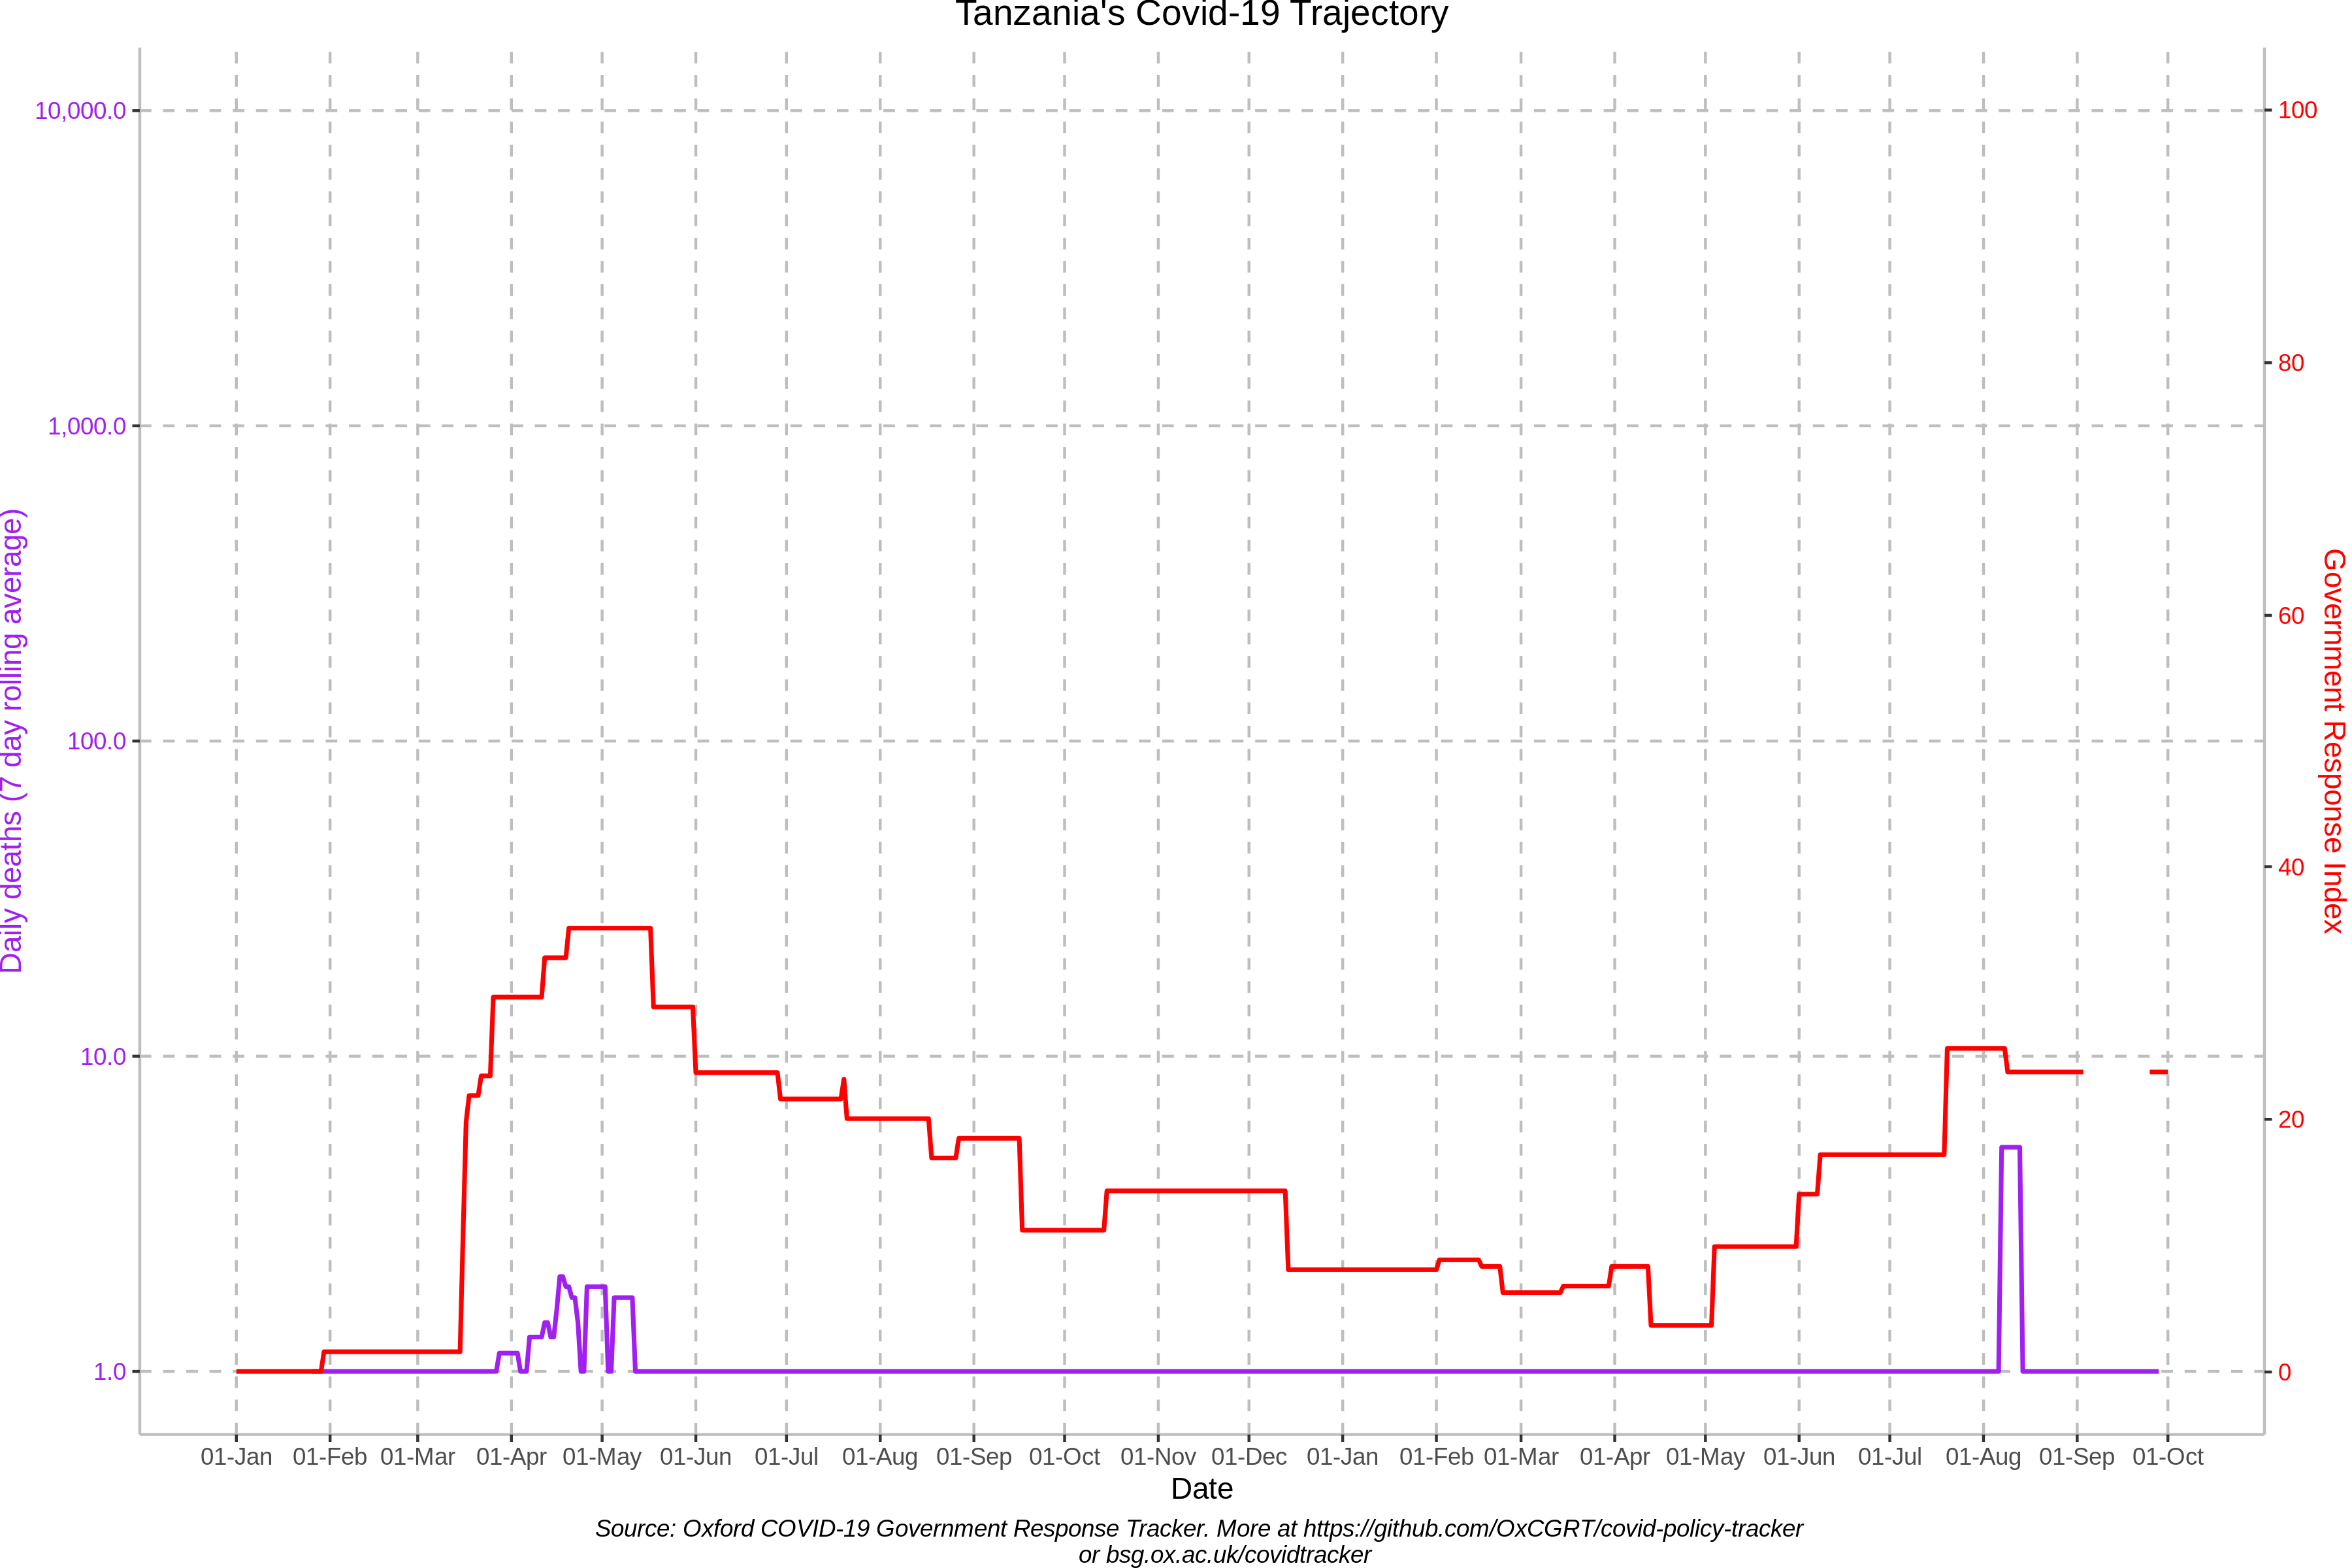 Tanzania's Covid-19 Trajectory
10,000.0
1,000.0
100.0
10.0
1.0
Daily deaths (7 day rolling average)
100
80
60
40
20
0
Government Response Index
01-Jan 01-Feb 01-Mar 01-Apr 01-May 01-Jun 01-Jul 01-Aug 01-Sep 01-Oct 01-Nov 01-Dec 01-Jan 01-Feb 01-Mar 01-Apr 01-May 01-Jun 01-Jul 01-Aug 01-Sep 01-Oct
Date
Source: Oxford COVID-19 Government Response Tracker. More at https://github.com/OxCGRT/covid-policy-tracker
or bsg.ox.ac.uk/covidtracker